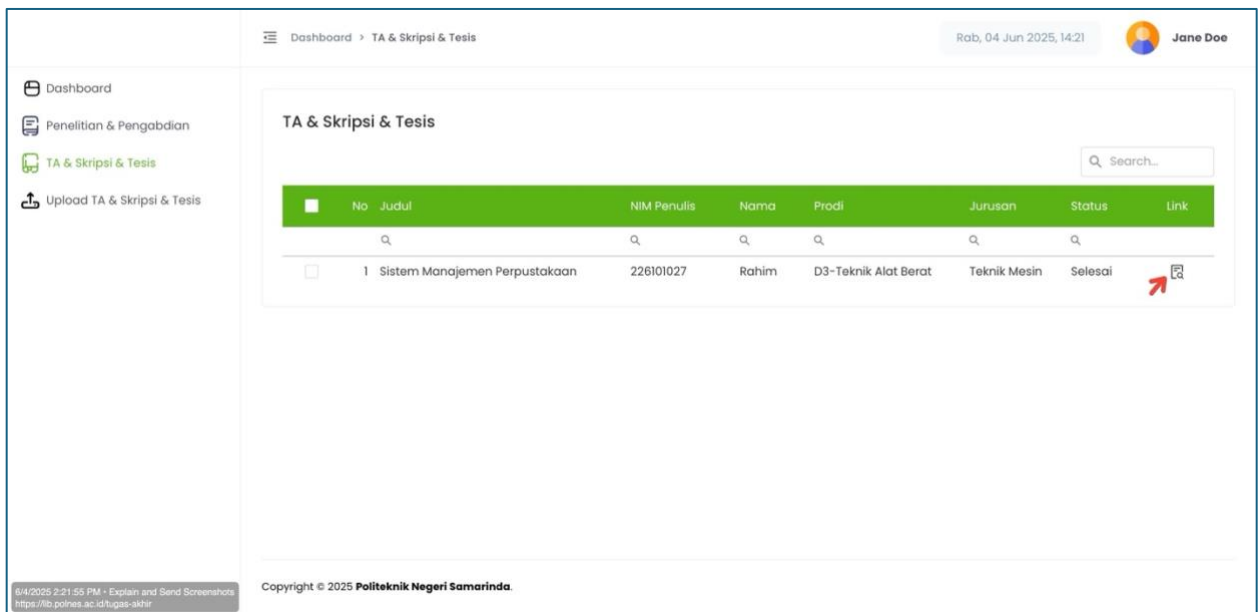 Dashboard > TA & Skripsi & Tesis
Rab, 04 Jun 2025, 14:21
Jane Doe
Dashboard
Penelitian & Pengabdian
TA & Skripsi & Tesis
Upload TA & Skripsi & Tesis
TA & Skripsi & Tesis
Search...
No Judul NIM Penulis Nama Prodi Jurusan Status Link
1 Sistem Manajemen Perpustakaan 226101027 Rahim D3-Teknik Alat Berat Teknik Mesin Selesai
Copyright © 2025 Politeknik Negeri Samarinda.
6/4/2025 2:21:55 PM • Explain and Send Screenshots
https://lib.polnes.ac.id/tugas-akhir